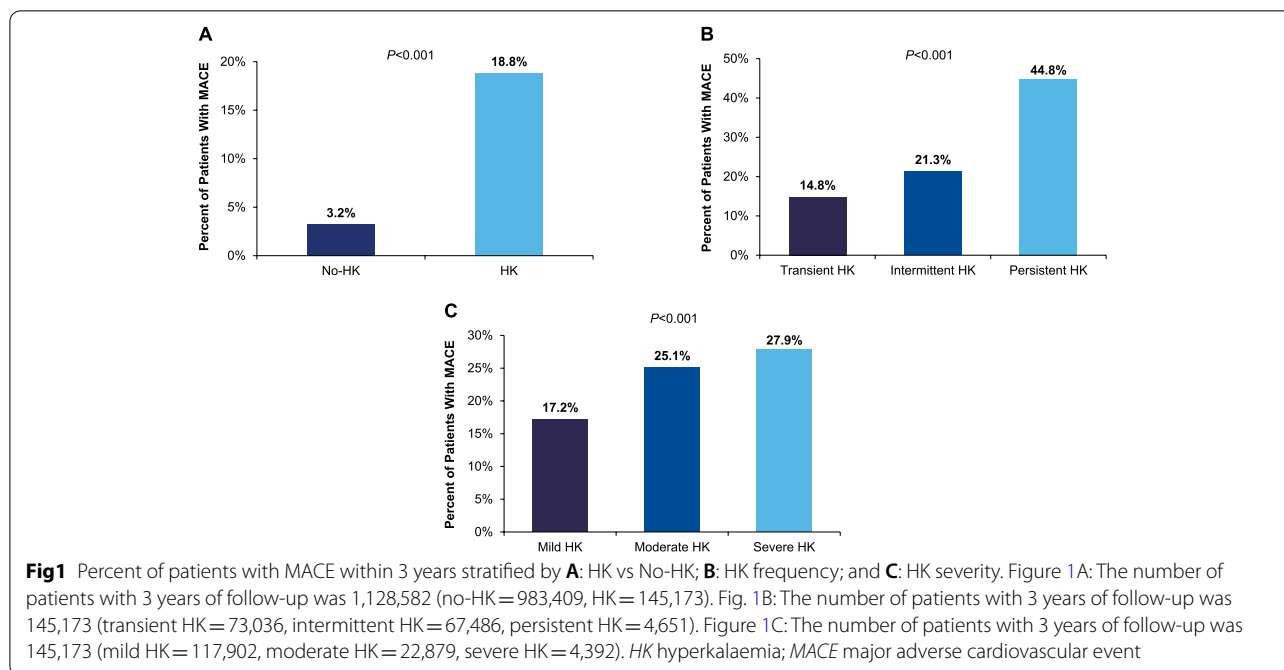 A
P<0.001
Percent of Patients With MACE
20%
15%
10%
5%
0%
3.2%
18.8%
No-HK
HK
B
P<0.001
Percent of Patients With MACE
50%
40%
30%
20%
10%
0%
14.8%
21.3%
44.8%
Transient HK
Intermittent HK
Persistent HK
C
P<0.001
Percent of Patients With MACE
30%
25%
20%
15%
10%
5%
0%
17.2%
25.1%
27.9%
Mild HK
Moderate HK
Severe HK
Fig1 Percent of patients with MACE within 3 years stratified by A: HK vs No-HK; B: HK frequency; and C: HK severity. Figure 1A: The number of
patients with 3 years of follow-up was 1,128,582 (no-HK = 983,409, HK = 145,173). Fig. 1B: The number of patients with 3 years of follow-up was
145,173 (transient HK = 73,036, intermittent HK = 67,486, persistent HK = 4,651). Figure 1C: The number of patients with 3 years of follow-up was
145,173 (mild HK = 117,902, moderate HK = 22,879, severe HK = 4,392). HK hyperkalaemia; MACE major adverse cardiovascular event